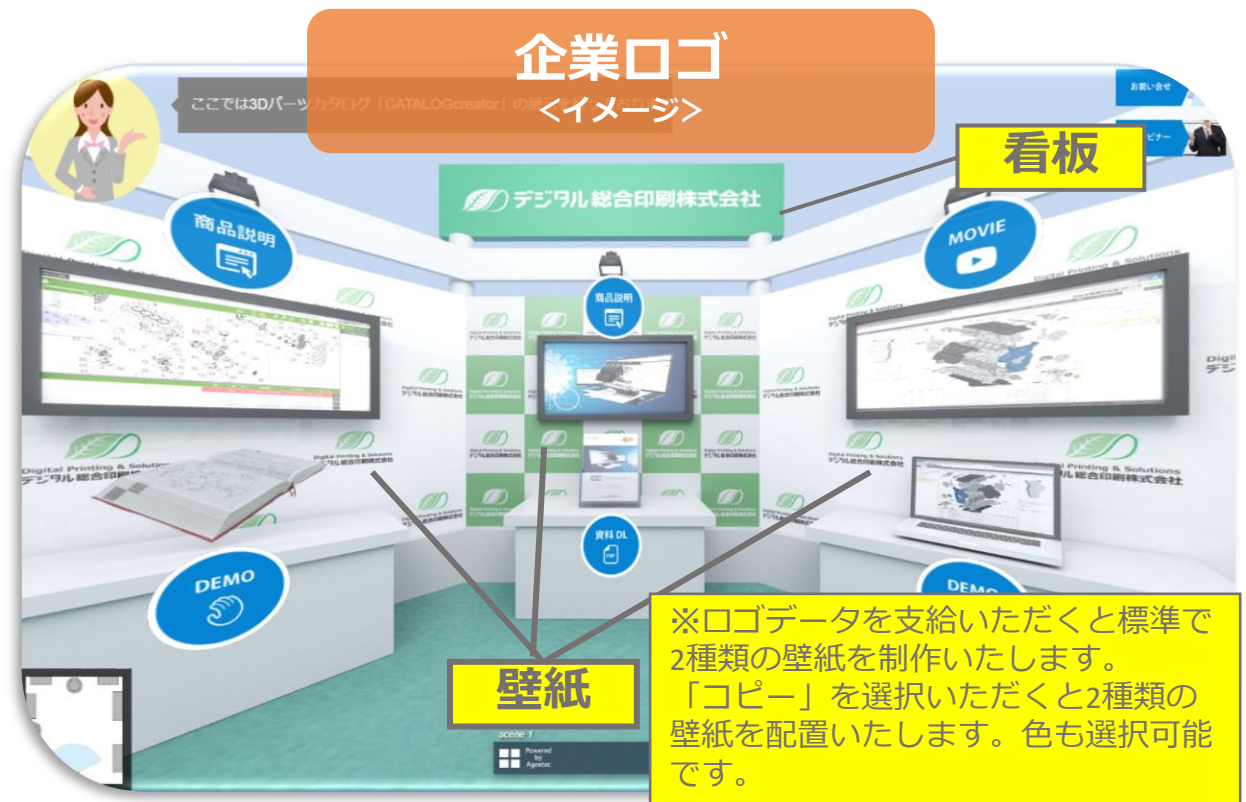 企業ロゴ
<イメージ>
ここでは3Dパーツカタログ「CATALOGcreator」の展示を
お問い合せ
ビナー
看板
デジタル総合印刷株式会社
商品説明
MOVIE
商品説明
Digital Printing & Solutions
デジタル総合印刷株式会社
資料 DL
DEMO
DEMO
壁紙
※ロゴデータを支給いただくと標準で
2種類の壁紙を制作いたします。
「コピー」を選択いただくと2種類の
壁紙を配置いたします。色も選択可能
です。
scene 1
Powered
by
Agentec